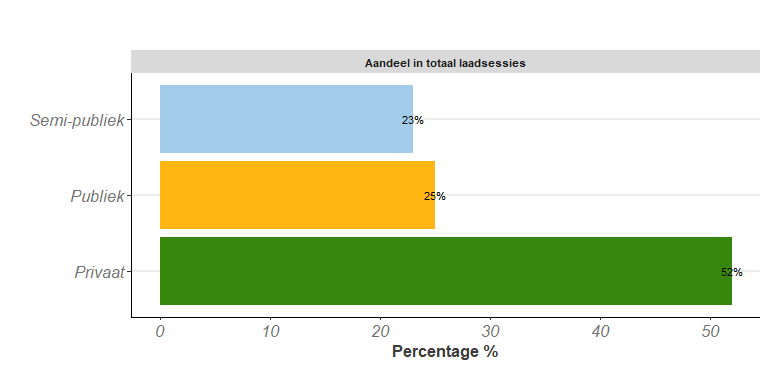 Aandeel in totaal laadsessies
Semi-publiek
23%
Publiek
25%
Privaat
52%
0 10 20 30 40 50
Percentage %